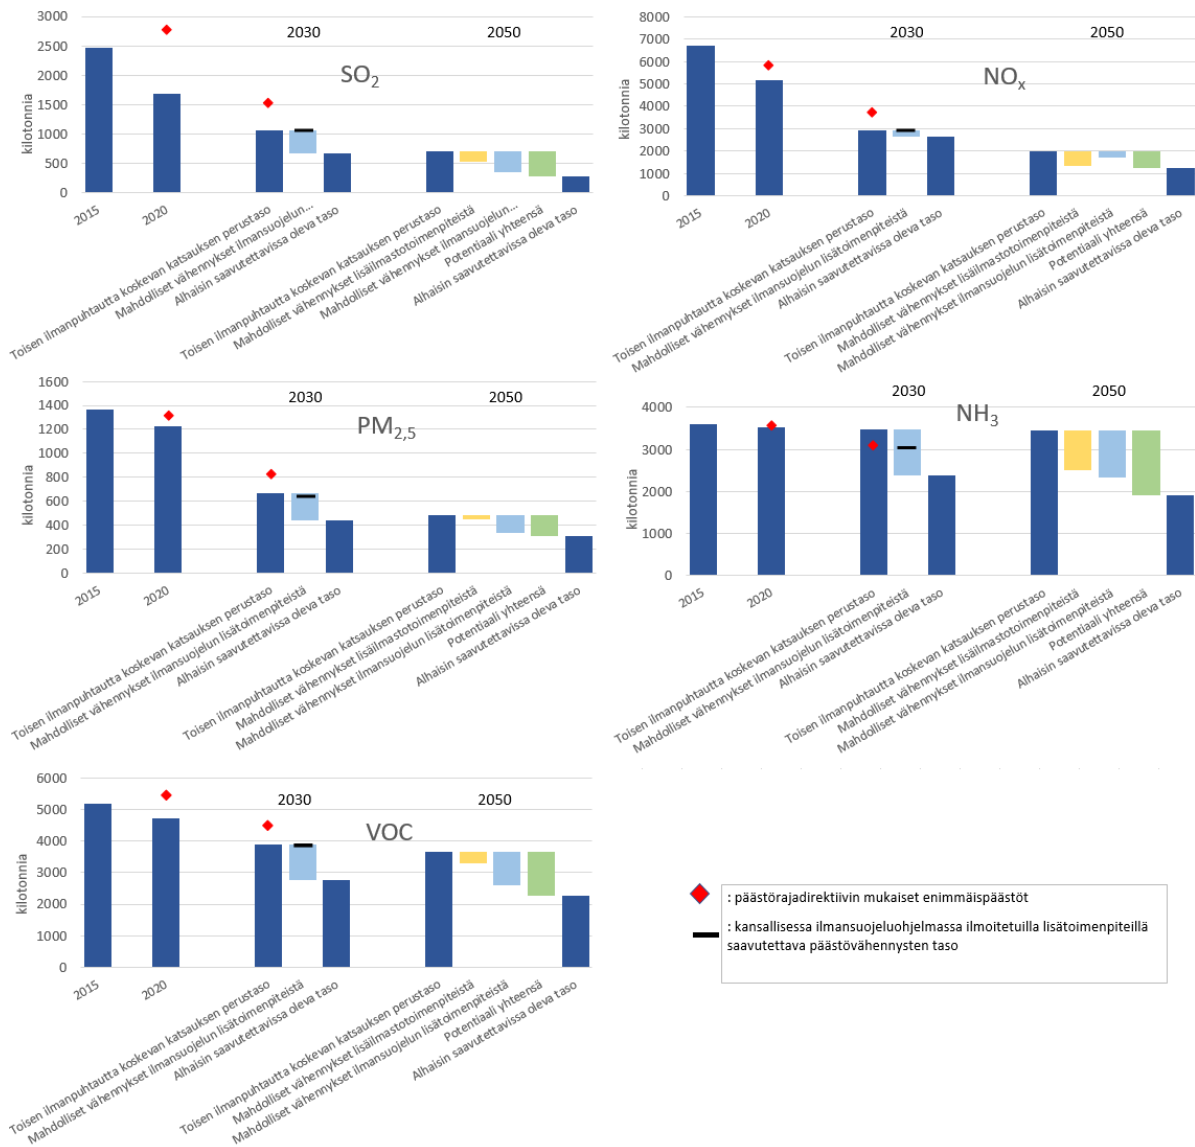 3000
2500
2000
1500
1000
500
0
kilotonnia
2030
2050
SO2
2015
2020
Toisen ilmanpuhtautta koskevan katsauksen perustaso
Mahdolliset vähennykset ilmansuojelun...
Alhaisin saavutettavissa oleva taso
Toisen ilmanpuhtautta koskevan katsauksen perustaso
Mahdolliset vähennykset lisäilmastotoimenpiteistä
Mahdolliset vähennykset ilmansuojelun...
Potentiaali yhteensä
Alhaisin saavutettavissa oleva taso
8000
7000
6000
5000
4000
3000
2000
1000
0
kilotonnia
2030
2050
NOx
2015
2020
Toisen ilmanpuhtautta koskevan katsauksen perustaso
Mahdolliset vähennykset ilmansuojelun lisätoimenpiteistä
Alhaisin saavutettavissa oleva taso
Toisen ilmanpuhtautta koskevan katsauksen perustaso
Mahdolliset vähennykset lisäilmastotoimenpiteistä
Mahdolliset vähennykset ilmansuojelun lisätoimenpiteistä
Potentiaali yhteensä
Alhaisin saavutettavissa oleva taso
1600
1400
1200
1000
800
600
400
200
0
kilotonnia
2030
2050
PM2,5
2015
2020
Toisen ilmanpuhtautta koskevan katsauksen perustaso
Mahdolliset vähennykset ilmansuojelun lisätoimenpiteistä
Alhaisin saavutettavissa oleva taso
Toisen ilmanpuhtautta koskevan katsauksen perustaso
Mahdolliset vähennykset lisäilmastotoimenpiteistä
Mahdolliset vähennykset ilmansuojelun lisätoimenpiteistä
Potentiaali yhteensä
Alhaisin saavutettavissa oleva taso
4000
3000
2000
1000
0
kilotonnia
2030
2050
NH3
2015
2020
Toisen ilmanpuhtautta koskevan katsauksen perustaso
Mahdolliset vähennykset ilmansuojelun lisätoimenpiteistä
Alhaisin saavutettavissa oleva taso
Toisen ilmanpuhtautta koskevan katsauksen perustaso
Mahdolliset vähennykset lisäilmastotoimenpiteistä
Mahdolliset vähennykset ilmansuojelun lisätoimenpiteistä
Potentiaali yhteensä
Alhaisin saavutettavissa oleva taso
6000
5000
4000
3000
2000
1000
0
kilotonnia
2030
2050
VOC
2015
2020
Toisen ilmanpuhtautta koskevan katsauksen perustaso
Mahdolliset vähennykset ilmansuojelun lisätoimenpiteistä
Alhaisin saavutettavissa oleva taso
Toisen ilmanpuhtautta koskevan katsauksen perustaso
Mahdolliset vähennykset lisäilmastotoimenpiteistä
Mahdolliset vähennykset ilmansuojelun lisätoimenpiteistä
Potentiaali yhteensä
Alhaisin saavutettavissa oleva taso
: päästörajadirektiivin mukaiset enimmäispäästöt
: kansallisessa ilmansuojeluohjelmassa ilmoitetuilla lisätoimenpiteillä
saavutettava päästövähennysten taso